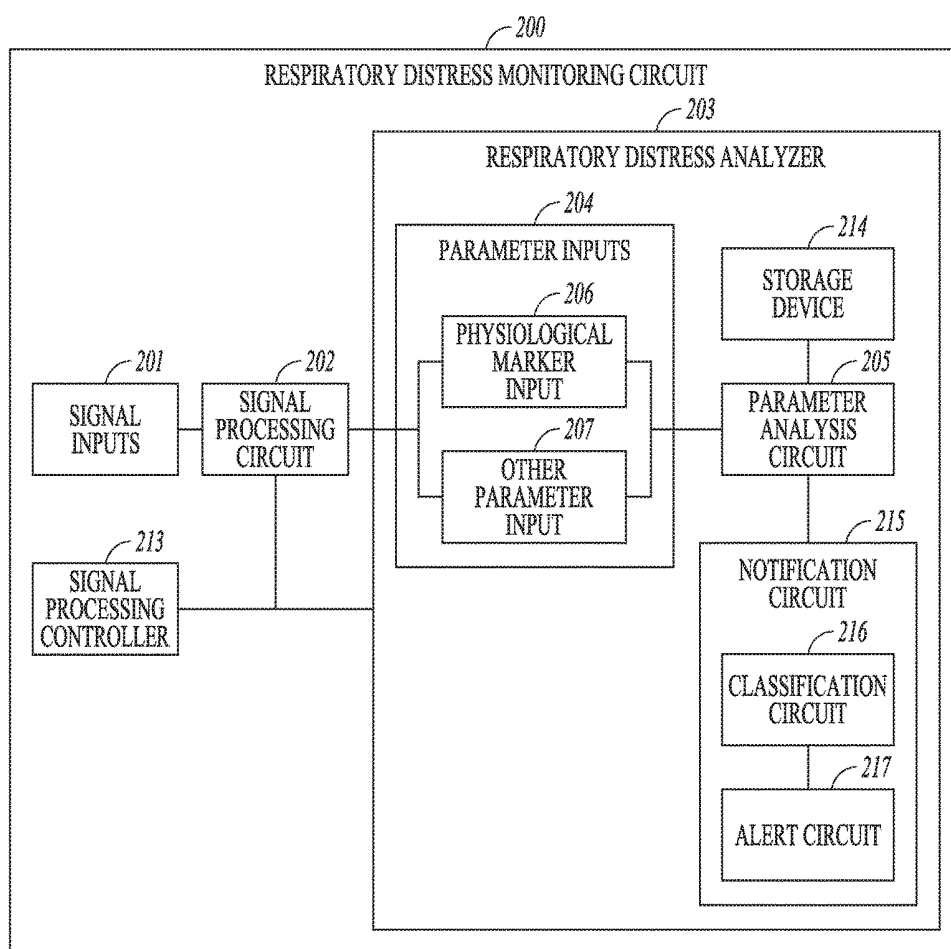 200
RESPIRATORY DISTRESS MONITORING CIRCUIT
203
RESPIRATORY DISTRESS ANALYZER
204
PARAMETER INPUTS
214
STORAGE
DEVICE
206
PHYSIOLOGICAL
MARKER
INPUT
201
SIGNAL
INPUTS
202
SIGNAL
PROCESSING
CIRCUIT
205
PARAMETER
ANALYSIS
CIRCUIT
207
OTHER
PARAMETER
INPUT
213
SIGNAL
PROCESSING
CONTROLLER
215
NOTIFICATION
CIRCUIT
216
CLASSIFICATION
CIRCUIT
217
ALERT CIRCUIT